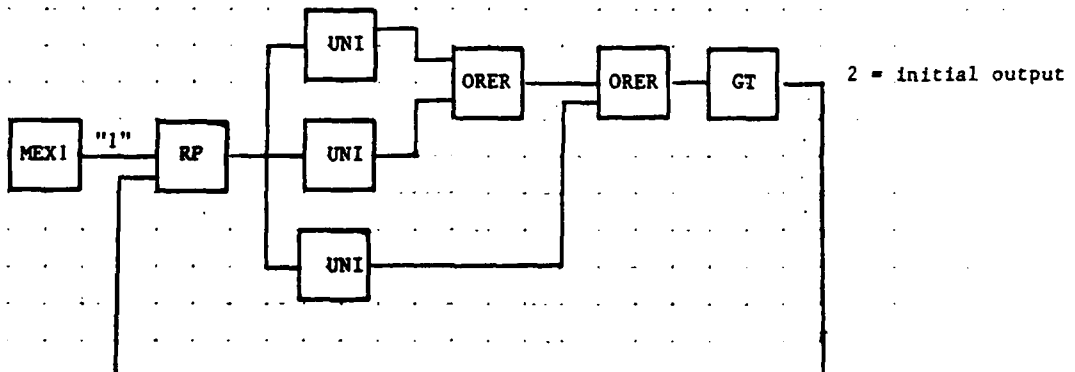 UNI
ORER
ORER
GT
2 = initial output
MEXI
"1"
RP
UNI
UNI